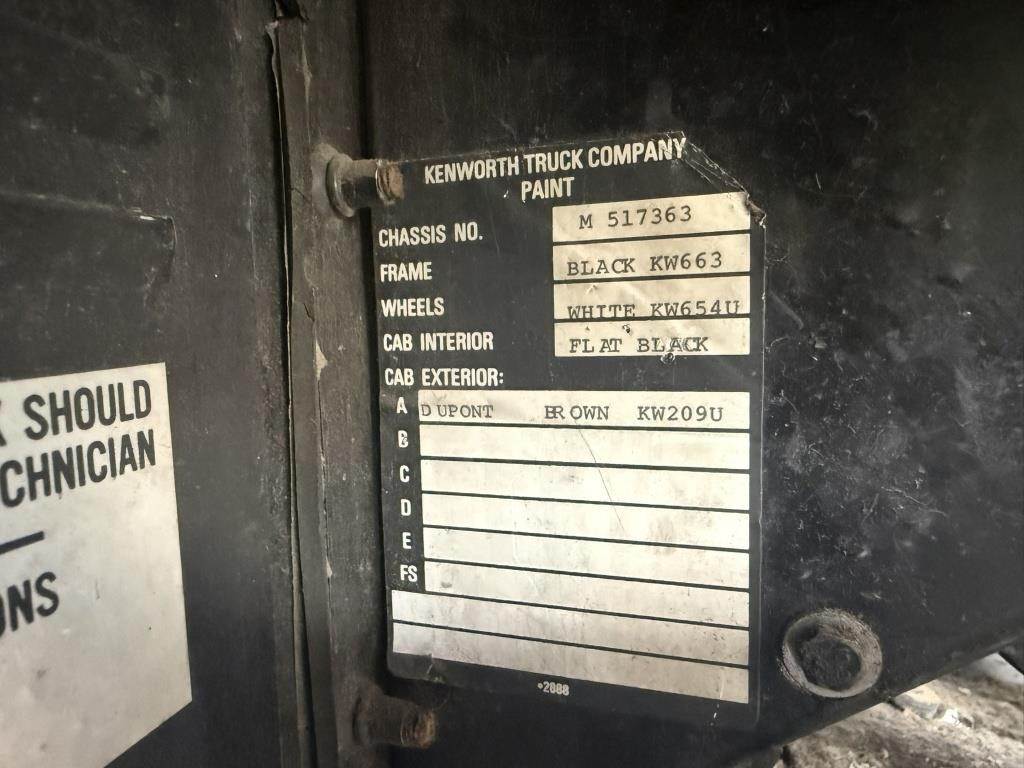 KENWORTH TRUCK COMPANY
PAINT
CHASSIS NO. M 517363
FRAME BLACK KW663
WHEELS WHITE KW654U
CAB INTERIOR FLAT BLACK
CAB EXTERIOR:
A DUPONT BROWN KW209U
B
C
D
E
FS
•2088
SHOULD
CHNICIAN
ONS